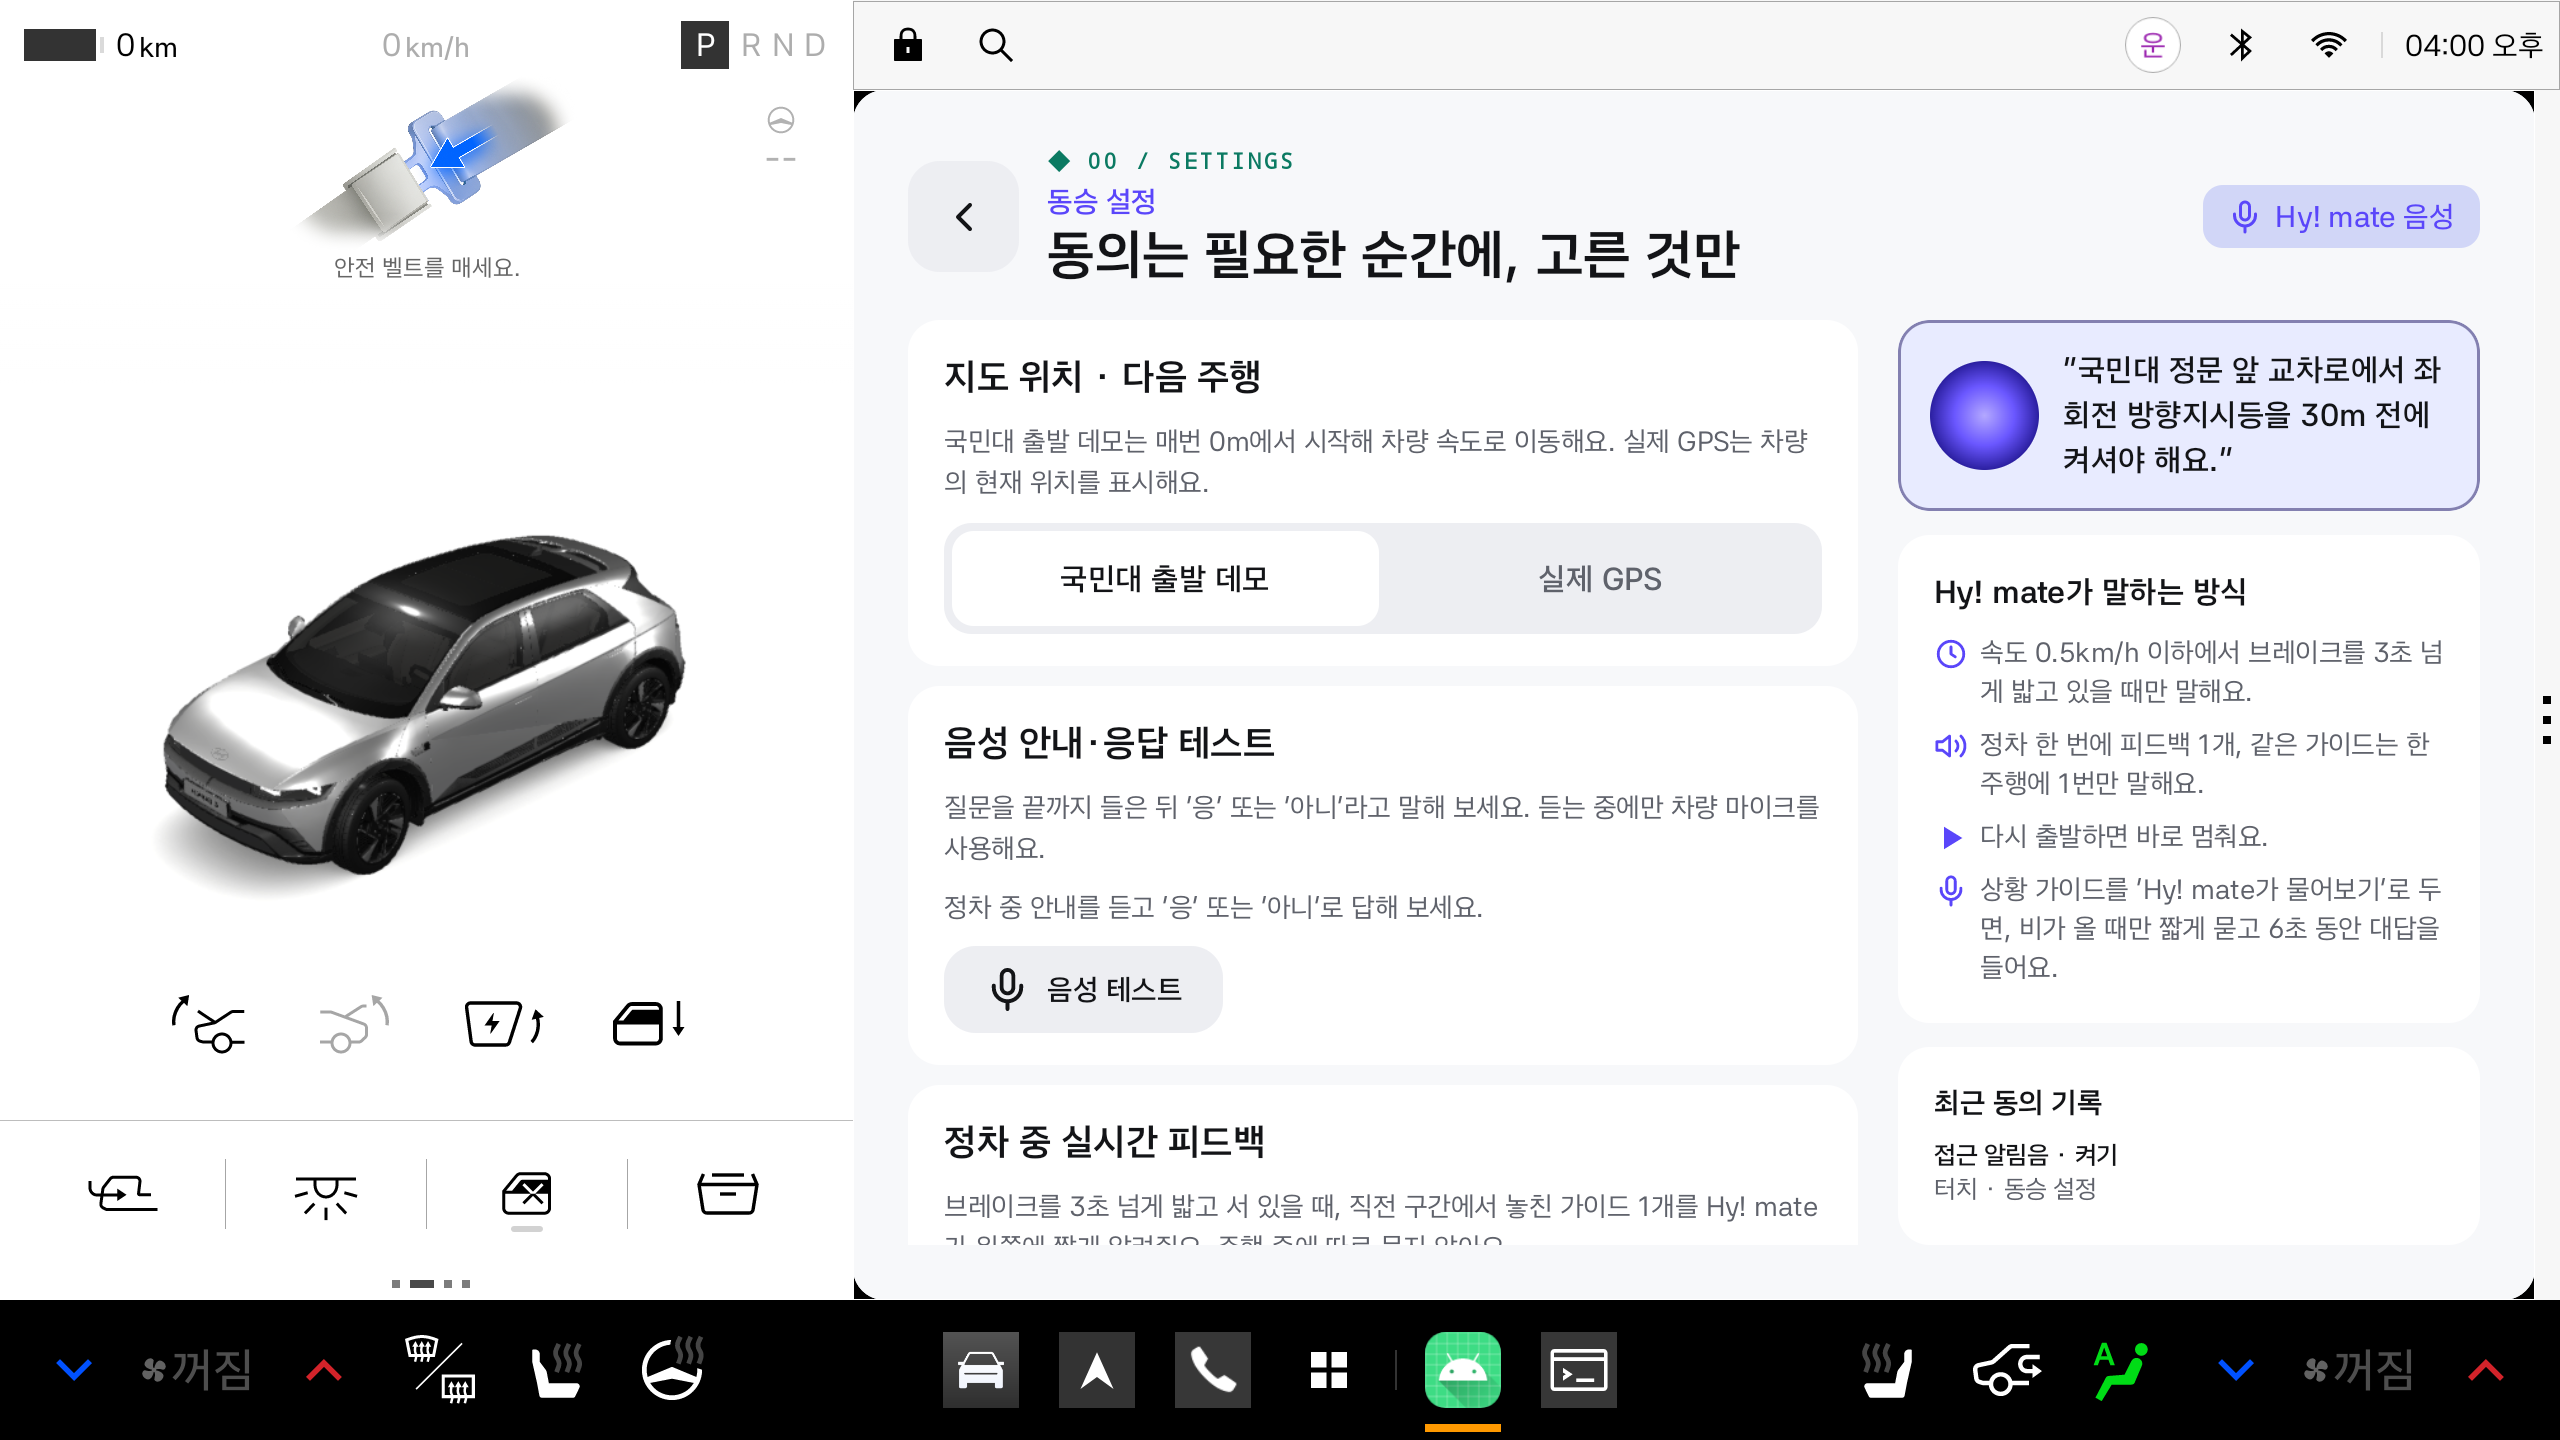 0 km
0 km/h
P R N D
안전 벨트를 매세요.
운
04:00 오후
00 / SETTINGS
동승 설정
동의는 필요한 순간에, 고른 것만
Hy! mate 음성
지도 위치 · 다음 주행
국민대 출발 데모는 매번 0m에서 시작해 차량 속도로 이동해요. 실제 GPS는 차량
의 현재 위치를 표시해요.
국민대 출발 데모
실제 GPS
음성 안내·응답 테스트
질문을 끝까지 들은 뒤 '응' 또는 '아니'라고 말해 보세요. 듣는 중에만 차량 마이크를
사용해요.
정차 중 안내를 듣고 '응' 또는 '아니'로 답해 보세요.
음성 테스트
정차 중 실시간 피드백
브레이크를 3초 넘게 밟고 서 있을 때, 직전 구간에서 놓친 가이드 1개를 Hy! mate
"국민대 정문 앞 교차로에서 좌
회전 방향지시등을 30m 전에
켜셔야 해요."
Hy! mate가 말하는 방식
속도 0.5km/h 이하에서 브레이크를 3초 넘
게 밟고 있을 때만 말해요.
정차 한 번에 피드백 1개, 같은 가이드는 한
주행에 1번만 말해요.
다시 출발하면 바로 멈춰요.
상황 가이드를 'Hy! mate가 물어보기'로 두
면, 비가 올 때만 짧게 묻고 6초 동안 대답을
들어요.
최근 동의 기록
접근 알림음 · 켜기
터치 · 동승 설정
꺼짐
A
꺼짐